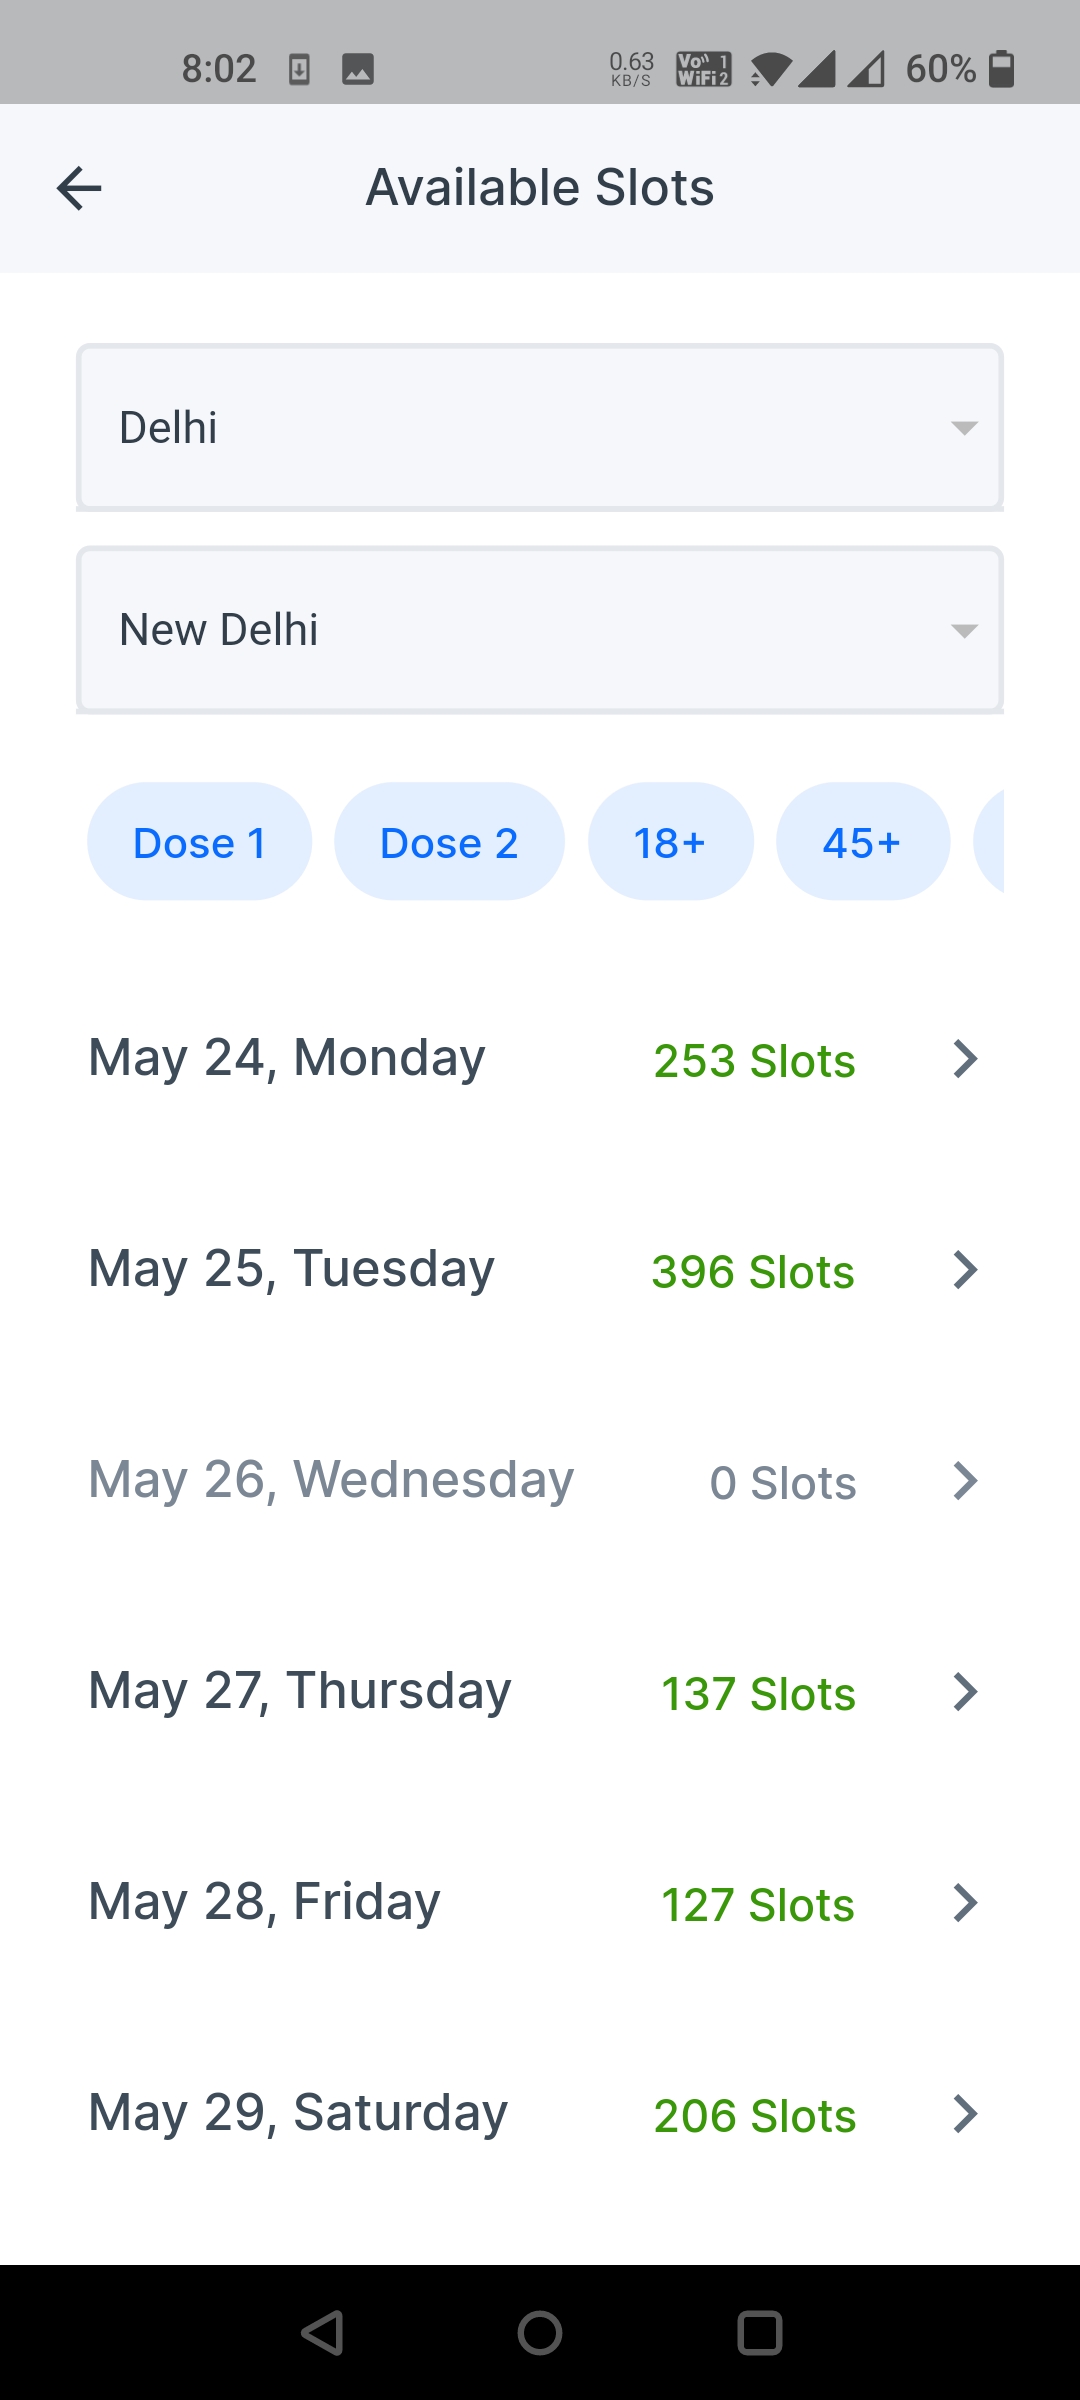 8:02 0.63 KB/S Vo WiFi 1 2 60%
Available Slots
Delhi
New Delhi
Dose 1 Dose 2 18+ 45+
May 24, Monday 253 Slots
May 25, Tuesday 396 Slots
May 26, Wednesday 0 Slots
May 27, Thursday 137 Slots
May 28, Friday 127 Slots
May 29, Saturday 206 Slots